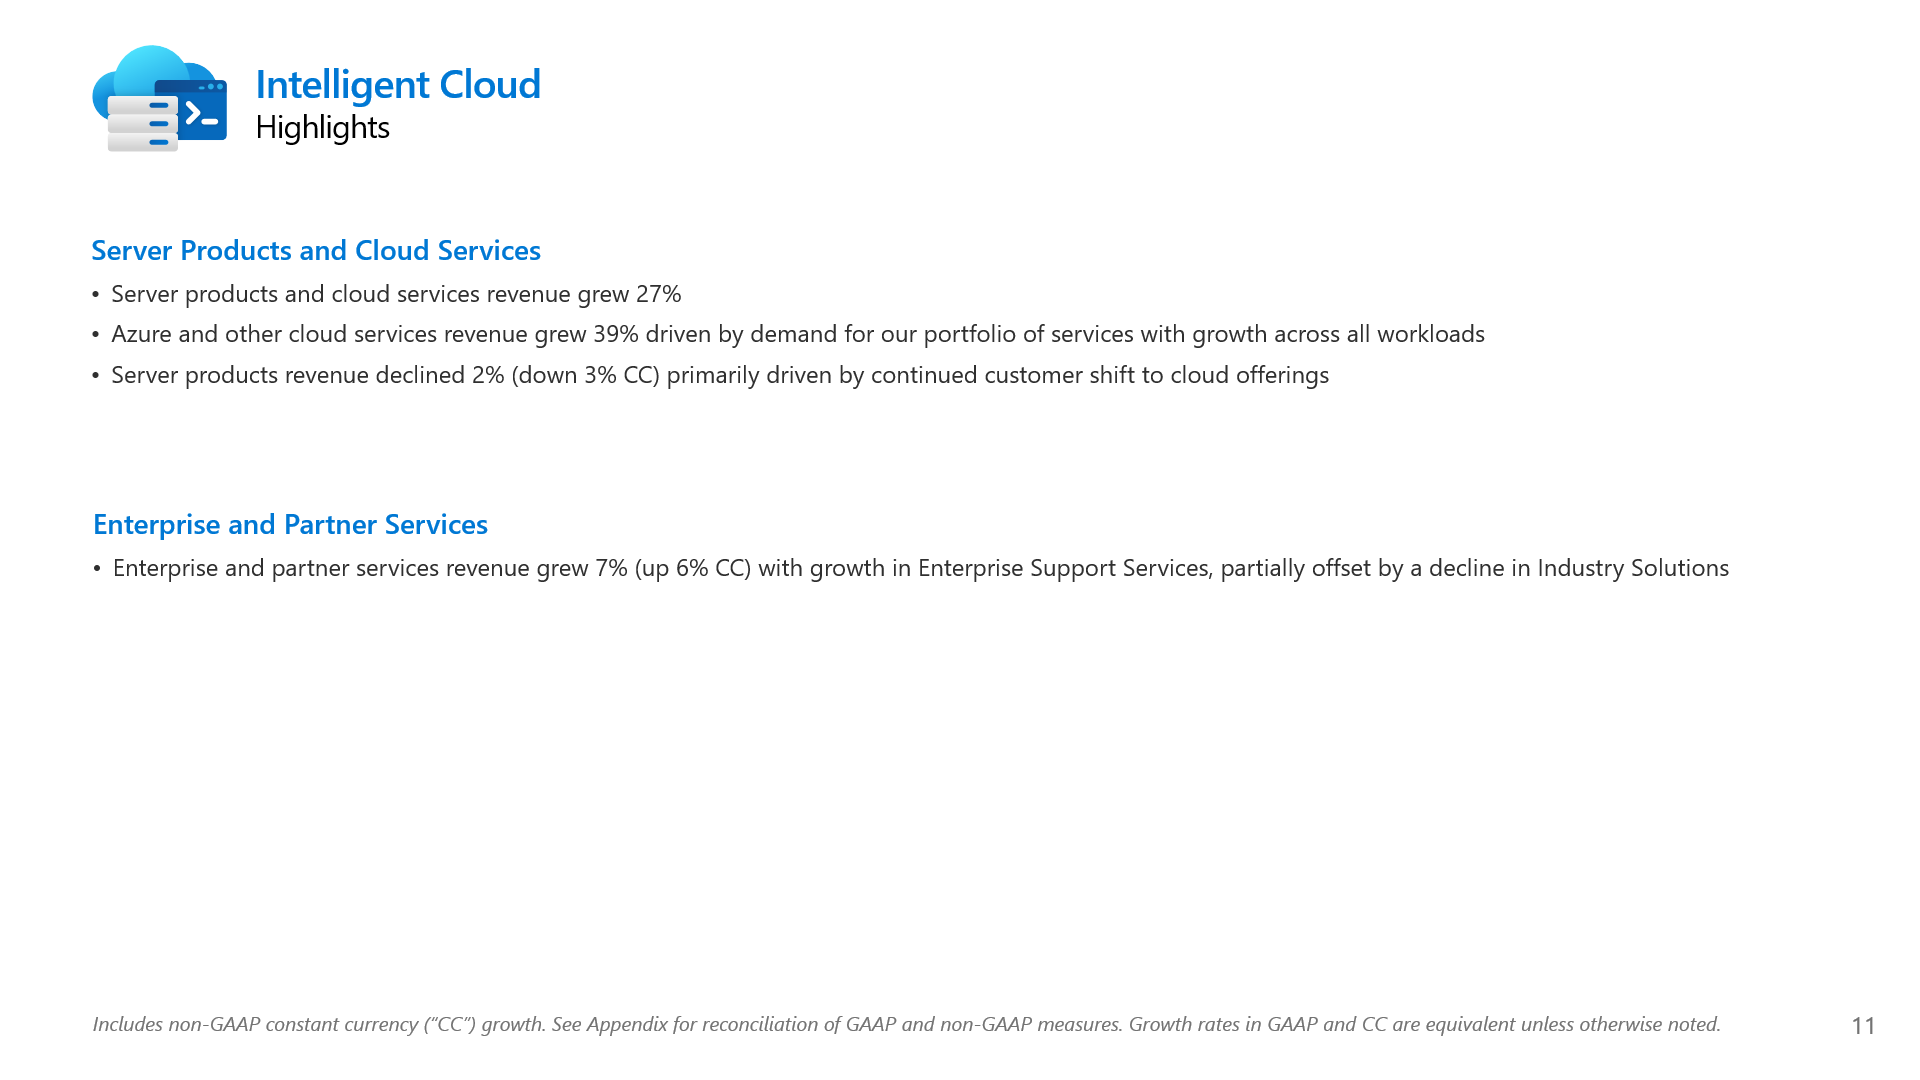 Intelligent Cloud
Highlights
Server Products and Cloud Services
• Server products and cloud services revenue grew 27%
• Azure and other cloud services revenue grew 39% driven by demand for our portfolio of services with growth across all workloads
• Server products revenue declined 2% (down 3% CC) primarily driven by continued customer shift to cloud offerings
Enterprise and Partner Services
• Enterprise and partner services revenue grew 7% (up 6% CC) with growth in Enterprise Support Services, partially offset by a decline in Industry Solutions
Includes non-GAAP constant currency (“CC”) growth. See Appendix for reconciliation of GAAP and non-GAAP measures. Growth rates in GAAP and CC are equivalent unless otherwise noted.
11